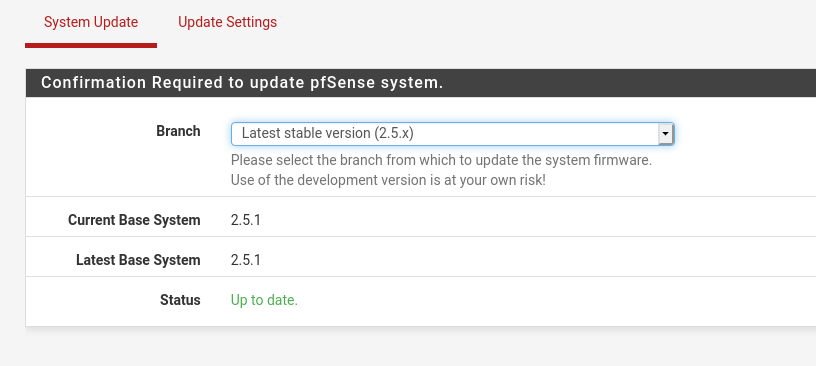 System Update Update Settings
Confirmation Required to update pfSense system.
Branch Latest stable version (2.5.x)
Please select the branch from which to update the system firmware.
Use of the development version is at your own risk!
Current Base System 2.5.1
Latest Base System 2.5.1
Status Up to date.